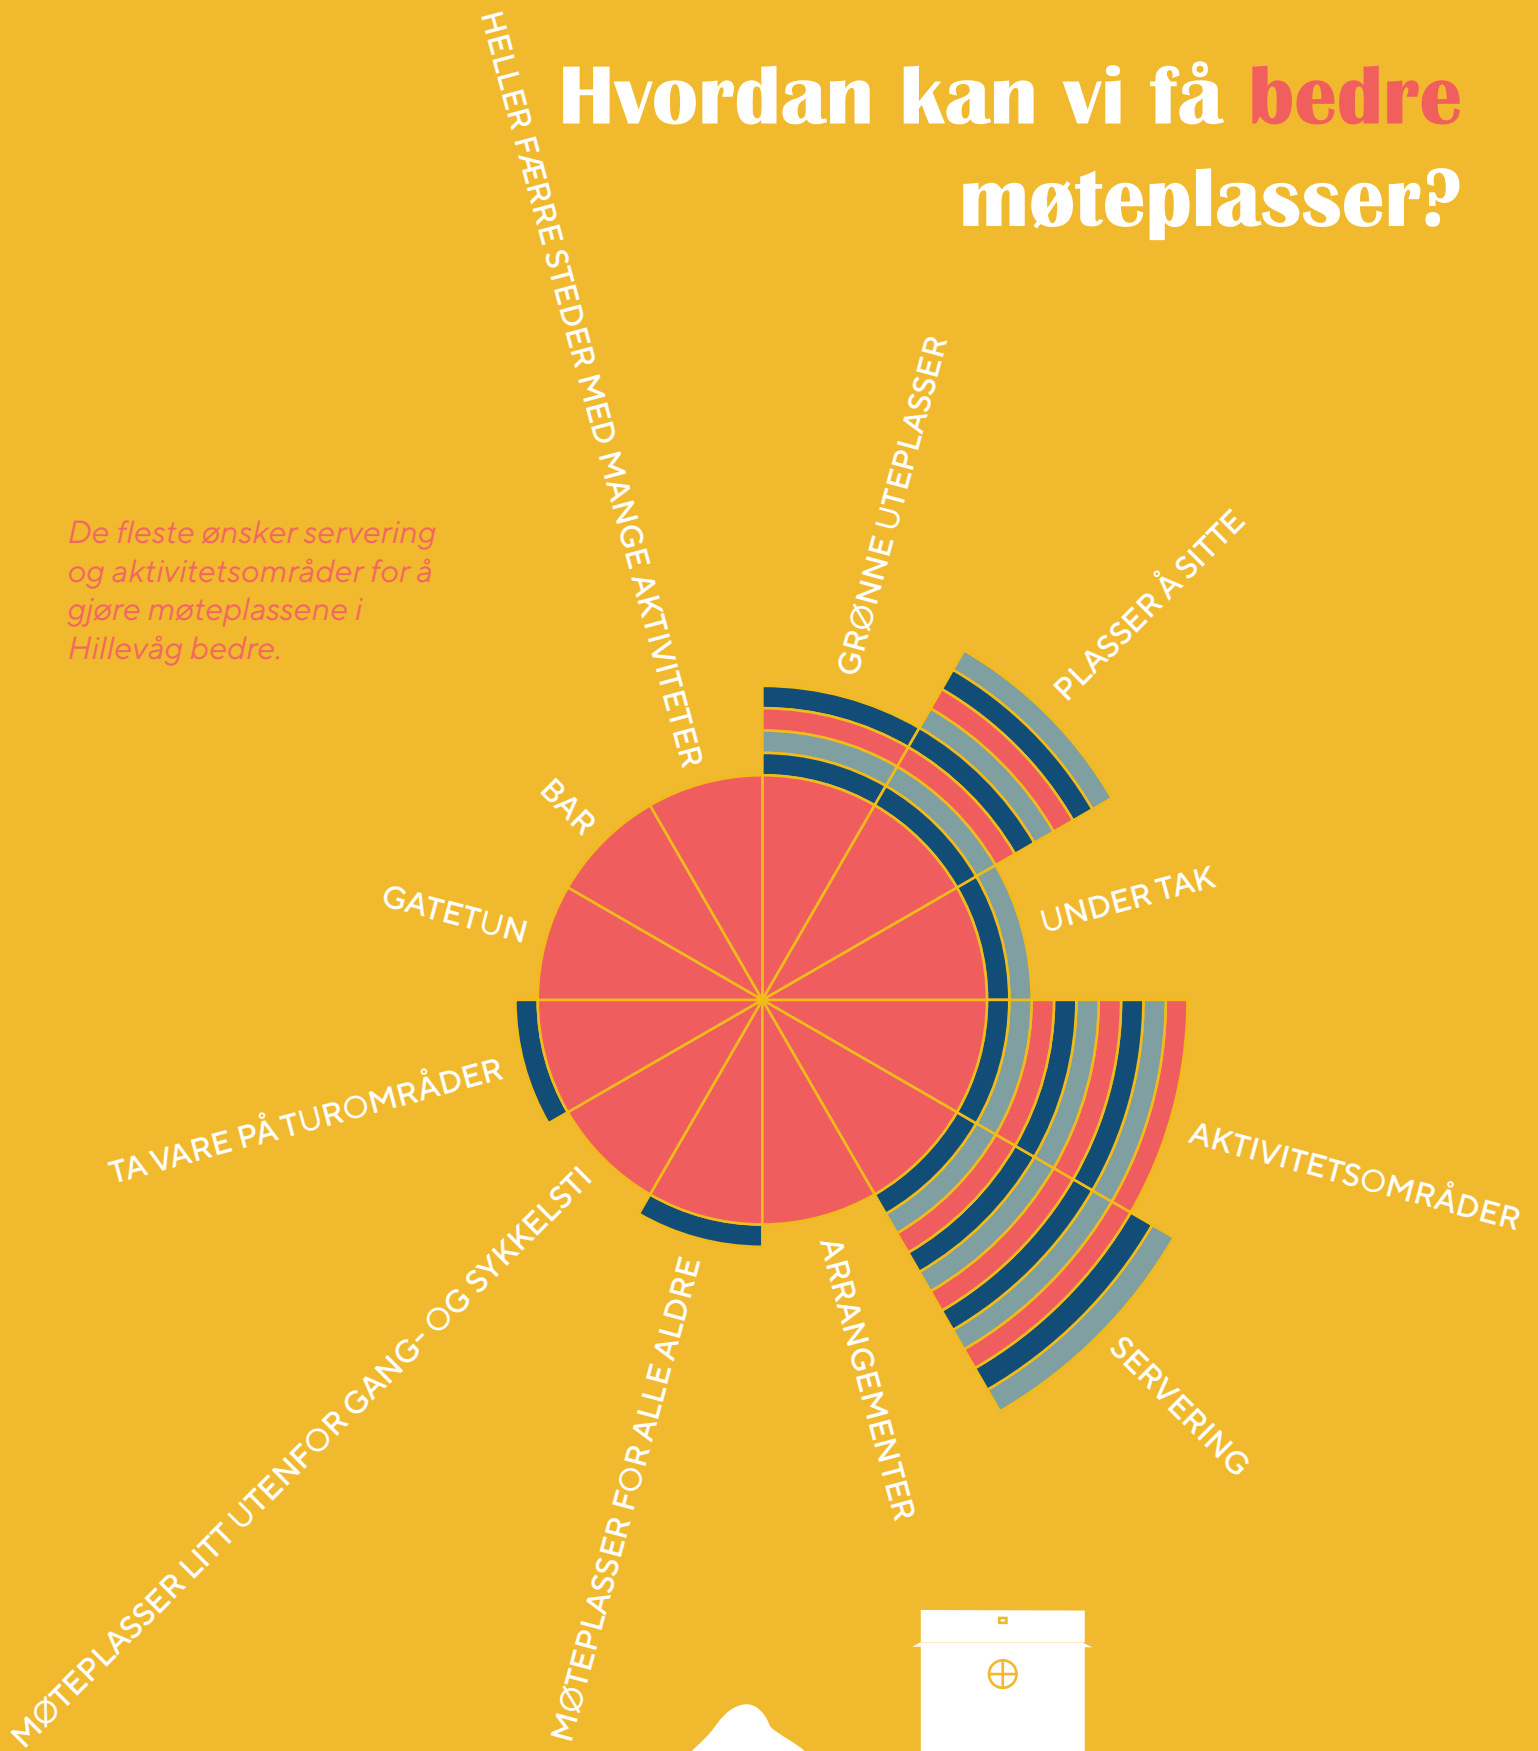 Hvordan kan vi få bedre
møteplasser?
De fleste ønsker servering
og aktivitetsområder for å
gjøre møteplassene i
Hillevåg bedre.
HELLER FÆRRE STEDER MED MANGE AKTIVITETER
GRØNNE UTEPLASSER
PLASSER Å SITTE
UNDER TAK
AKTIVITETSOMRÅDER
SERVERING
ARRANGEMENTER
MØTEPLASSER FOR ALLE ALDRE
MØTEPLASSER LITT UTENFOR GANG- OG SYKKELSTI
TA VARE PÅ TUROMRÅDER
GATETUN
BAR